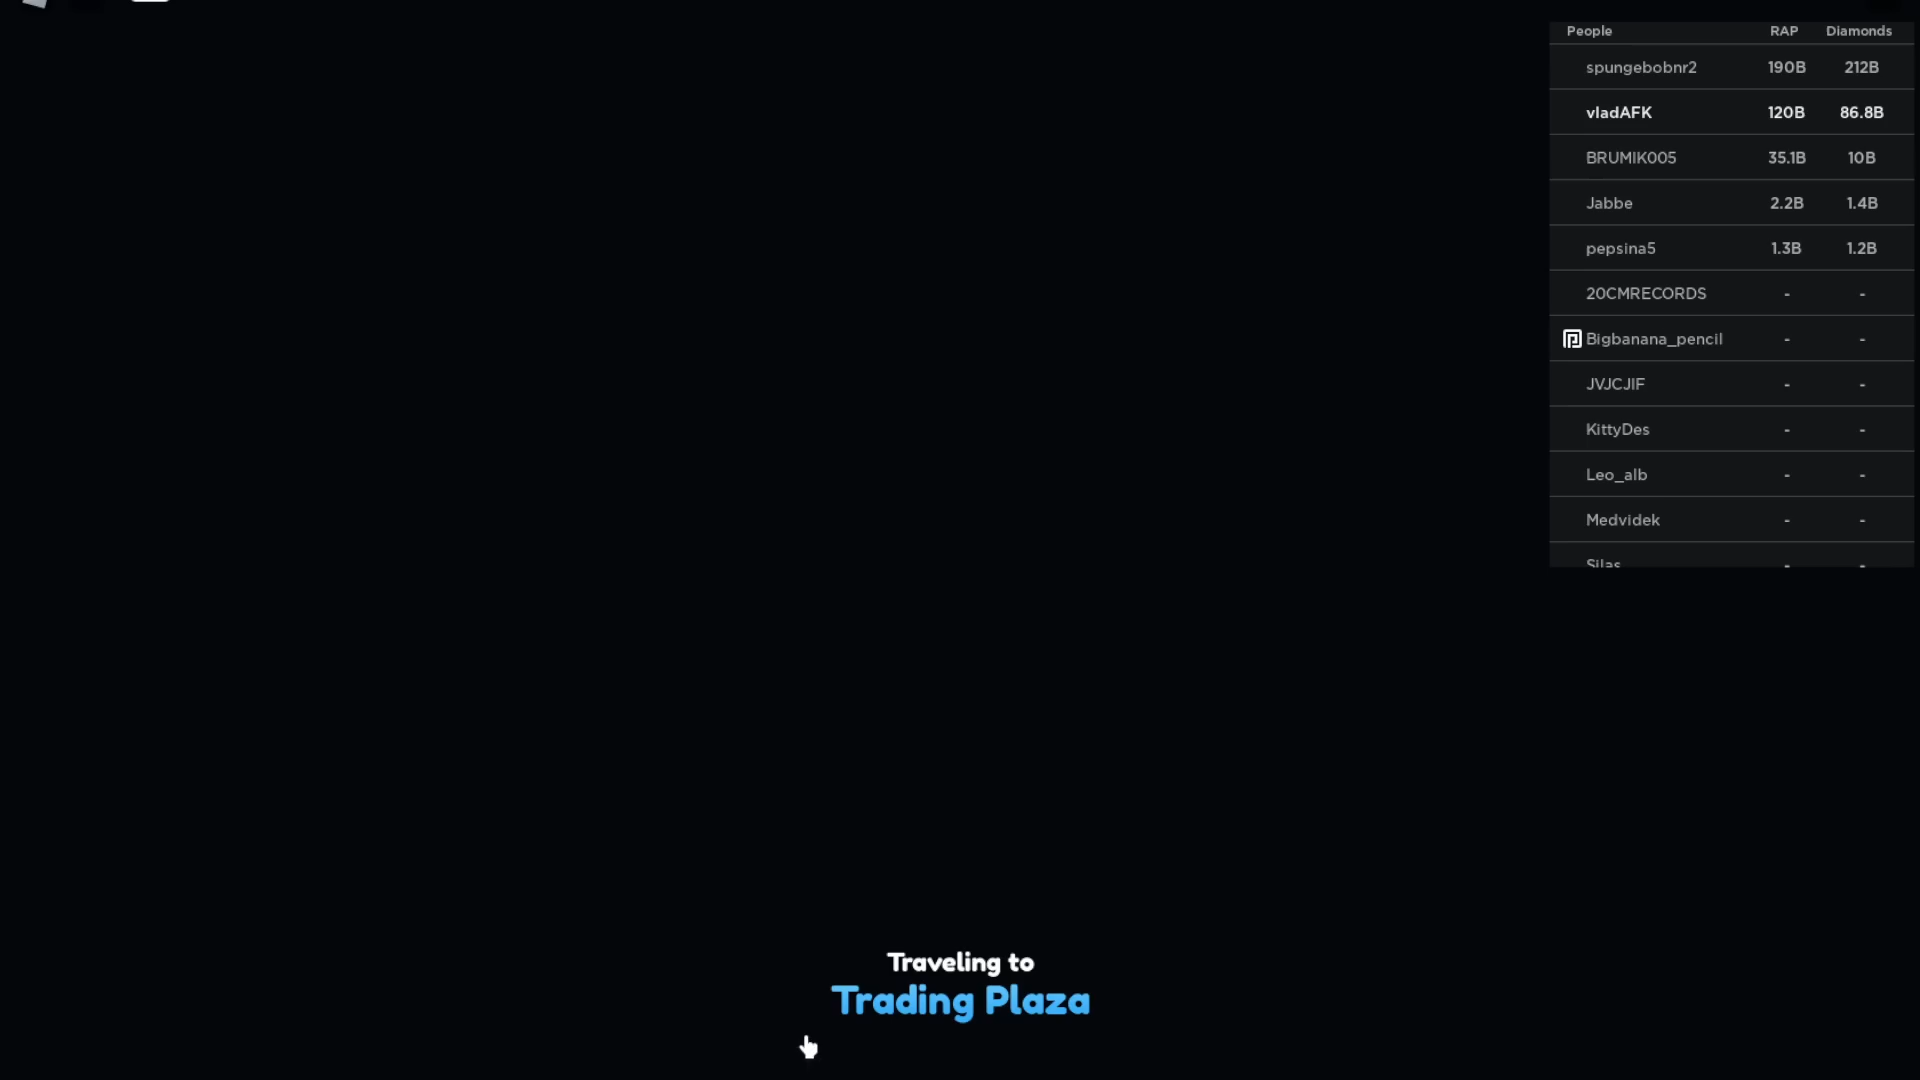 People RAP Diamonds
spungebobnr2 190B 212B
vladAFK 120B 86.8B
BRUMIK005 35.1B 10B
Jabbe 2.2B 1.4B
pepsina5 1.3B 1.2B
20CMRECORDS - -
Bigbanana_pencil - -
JVJCJIF - -
KittyDes - -
Leo_alb - -
Medvidek - -
Silas - -
Traveling to
Trading Plaza